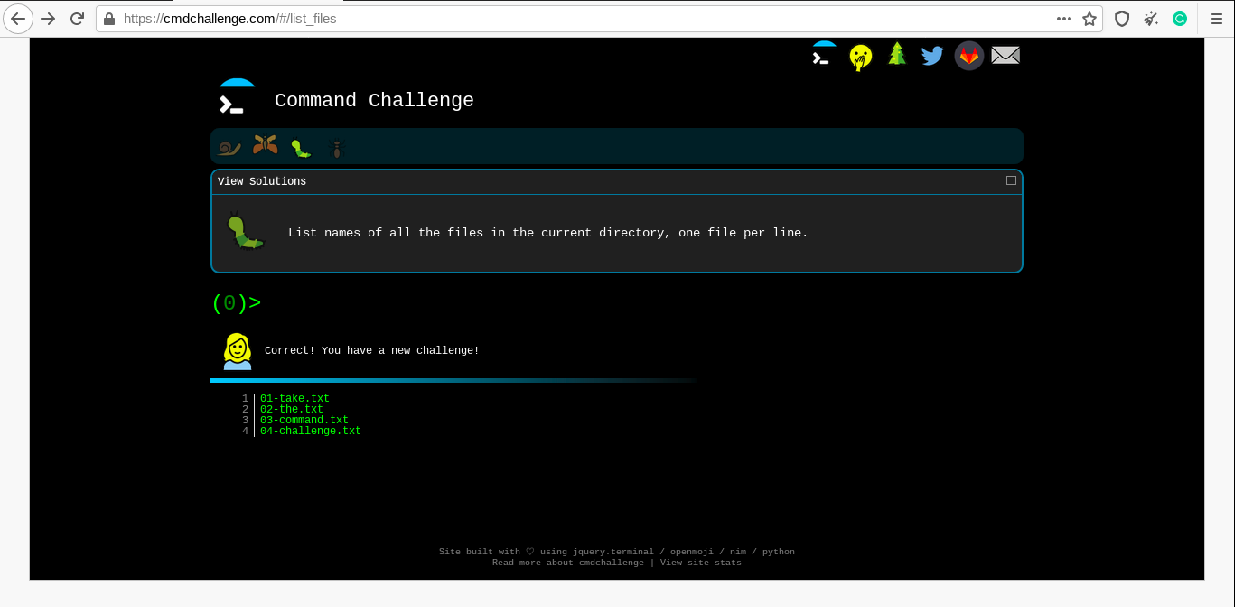 https://cmdchallenge.com/#/list_files
Command Challenge
View Solutions
List names of all the files in the current directory, one file per line.
(0)>
Correct! You have a new challenge!
1 01-take.txt
2 02-the.txt
3 03-command.txt
4 04-challenge.txt
Site built with ♡ using jquery.terminal / openmoji / nim / python
Read more about cmdchallenge | View site stats